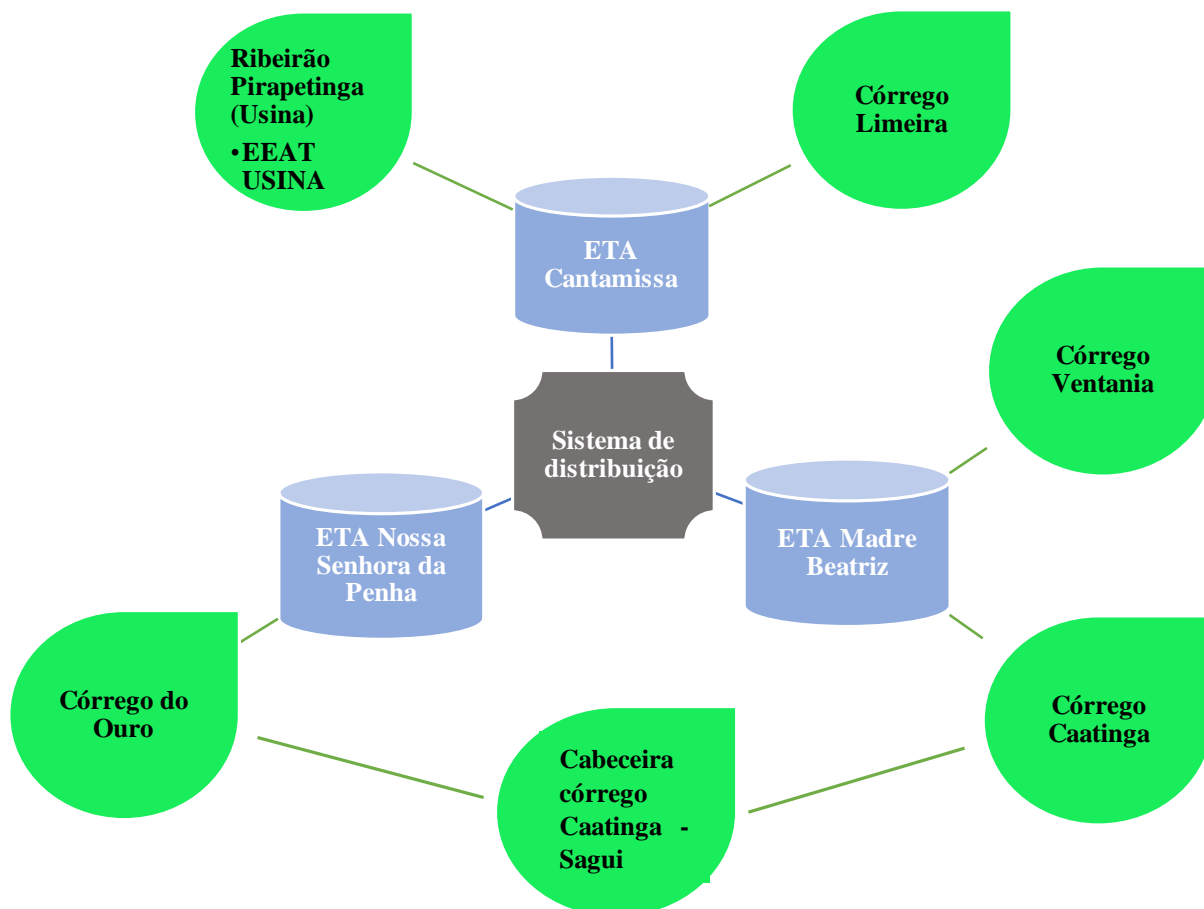 Ribeirão
Pirapetinga
(Usina)
•EEAT
USINA
Córrego
Limeira
ETA
Cantamissa
Córrego
Ventania
Sistema de
distribuição
ETA Nossa
Senhora da
Penha
ETA Madre
Beatriz
Córrego do
Ouro
Córrego
Caatinga
Cabeceira
córrego
Caatinga -
Sagui